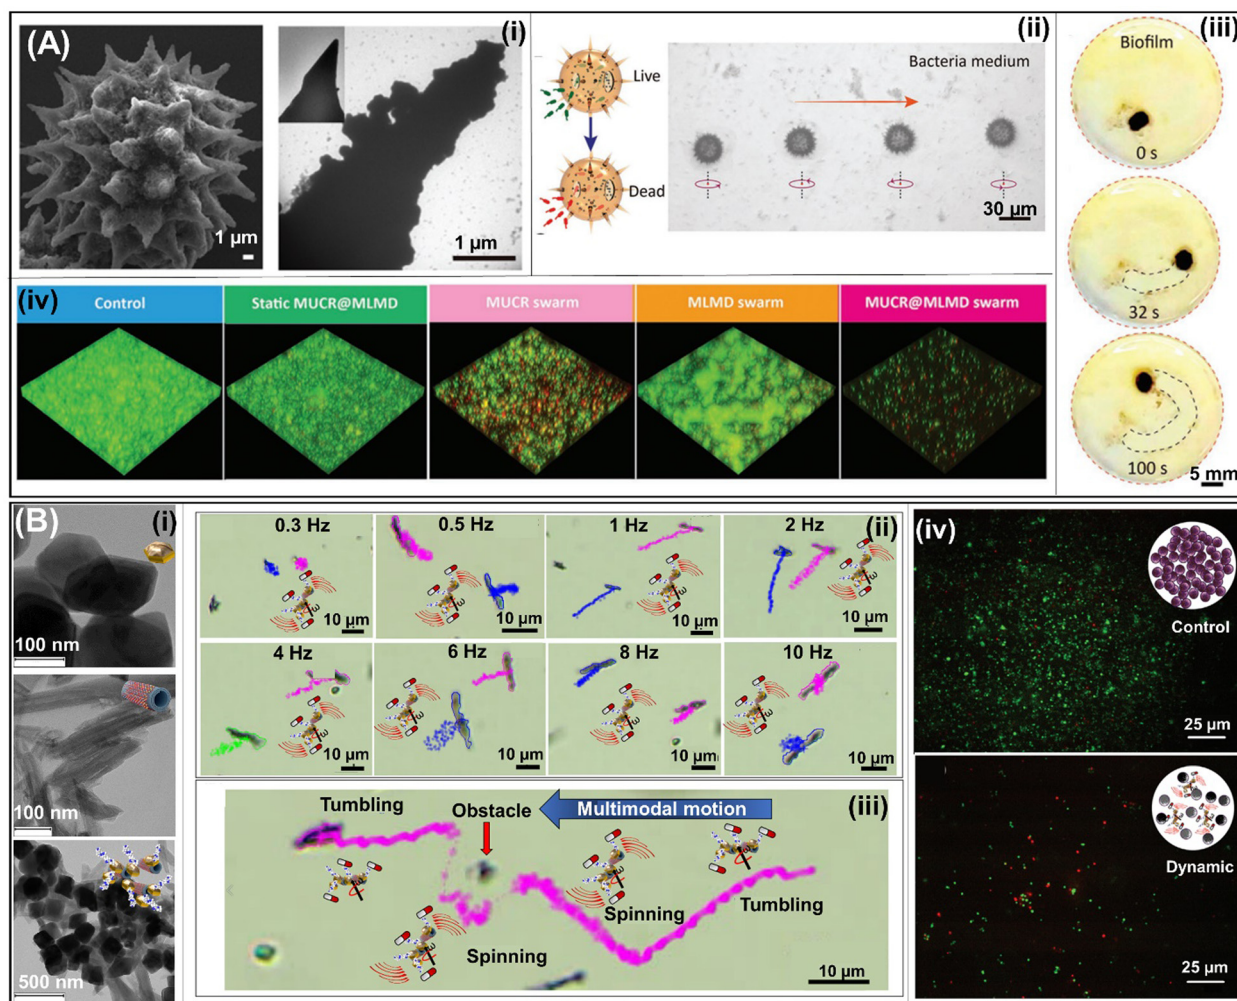 (A)
(i)
1 µm
1 µm
(ii)
Live
Dead
Bacteria medium
30 µm
(iii)
Biofilm
0 s
32 s
100 s
5 mm
(iv)
Control
Static MUCR@MLMD
MUCR swarm
MLMD swarm
MUCR@MLMD swarm
(B)
(i)
100 nm
100 nm
500 nm
(ii)
0.3 Hz
0.5 Hz
1 Hz
2 Hz
ω
ω
ω
ω
10 µm
10 µm
10 µm
10 µm
4 Hz
6 Hz
8 Hz
10 Hz
ω
ω
ω
ω
10 µm
10 µm
10 µm
10 µm
(iii)
Tumbling
Obstacle
Multimodal motion
Spinning
Tumbling
Spinning
10 µm
(iv)
Control
25 µm
Dynamic
25 µm